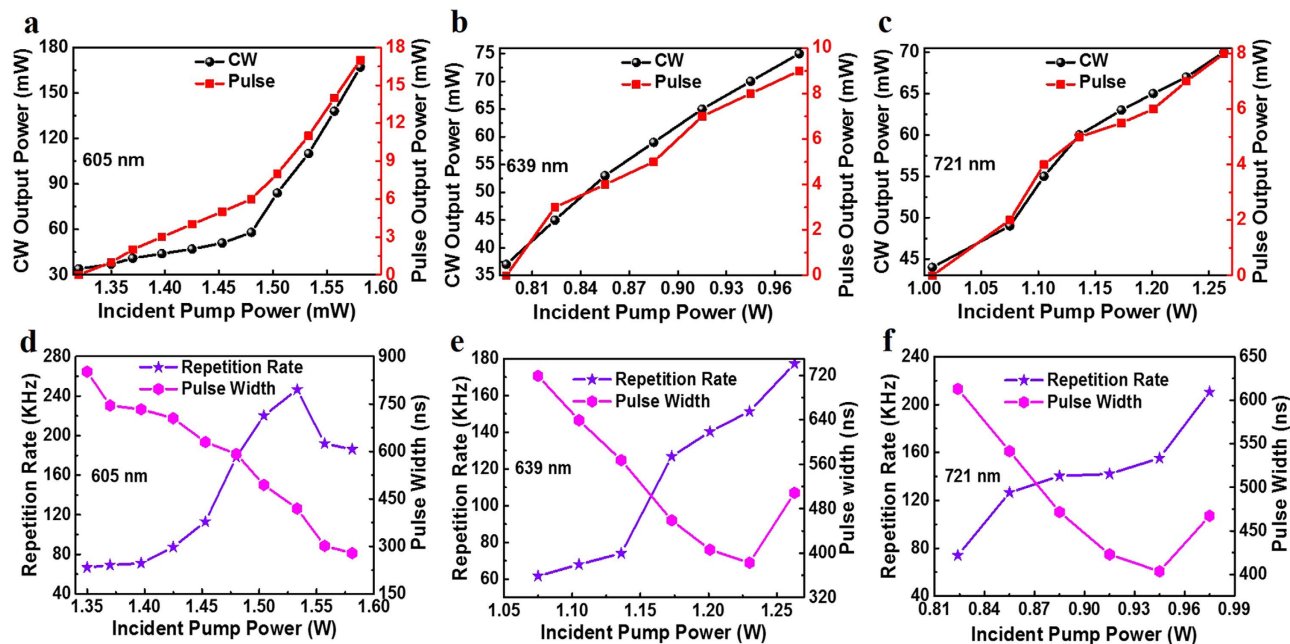 a
CW
Pulse
605 nm
CW Output Power (mW)
180
150
120
90
60
30
Pulse Output Power (mW)
18
15
12
9
6
3
0
1.35 1.40 1.45 1.50 1.55 1.60
Incident Pump Power (mW)
b
CW
Pulse
639 nm
CW Output Power (mW)
75
70
65
60
55
50
45
40
35
Pulse Output Power (mW)
10
8
6
4
2
0
0.81 0.84 0.87 0.90 0.93 0.96
Incident Pump Power (W)
c
CW
Pulse
721 nm
CW Output Power (mW)
70
65
60
55
50
45
Pulse Output Power (mW)
8
6
4
2
0
1.00 1.05 1.10 1.15 1.20 1.25
Incident Pump Power (W)
d
Repetition Rate
Pulse Width
605 nm
Repetition Rate (KHz)
280
240
200
160
120
80
40
Pulse Width (ns)
900
750
600
450
300
150
1.35 1.40 1.45 1.50 1.55 1.60
Incident Pump Power (W)
e
Repetition Rate
Pulse Width
639 nm
Repetition Rate (KHz)
180
160
140
120
100
80
60
Pulse width (ns)
720
640
560
480
400
320
1.05 1.10 1.15 1.20 1.25
Incident Pump Power (W)
f
Repetition Rate
Pulse Width
721 nm
Repetition Rate (KHz)
240
200
160
120
80
40
Pulse Width (ns)
650
600
550
500
450
400
0.81 0.84 0.87 0.90 0.93 0.96 0.99
Incident Pump Power (W)